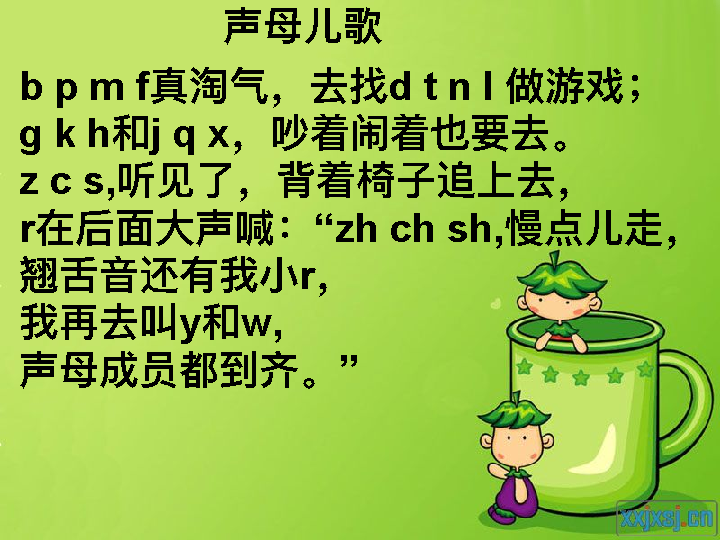 声母儿歌
b p m f真淘气，去找d t n l 做游戏；
g k h和j q x，吵着闹着也要去。
z c s,听见了，背着椅子追上去，
r在后面大声喊：“zh ch sh,慢点儿走，
翘舌音还有我小r，
我再去叫y和w，
声母成员都到齐。”
xxjxsj.cn